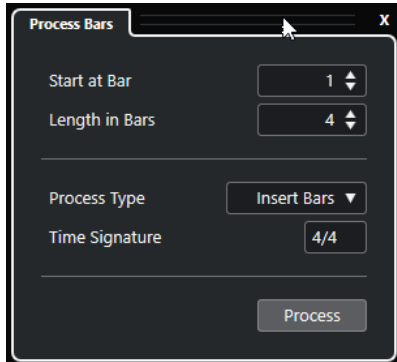 Process Bars X
Start at Bar 1
Length in Bars 4
Process Type Insert Bars
Time Signature 4/4
Process